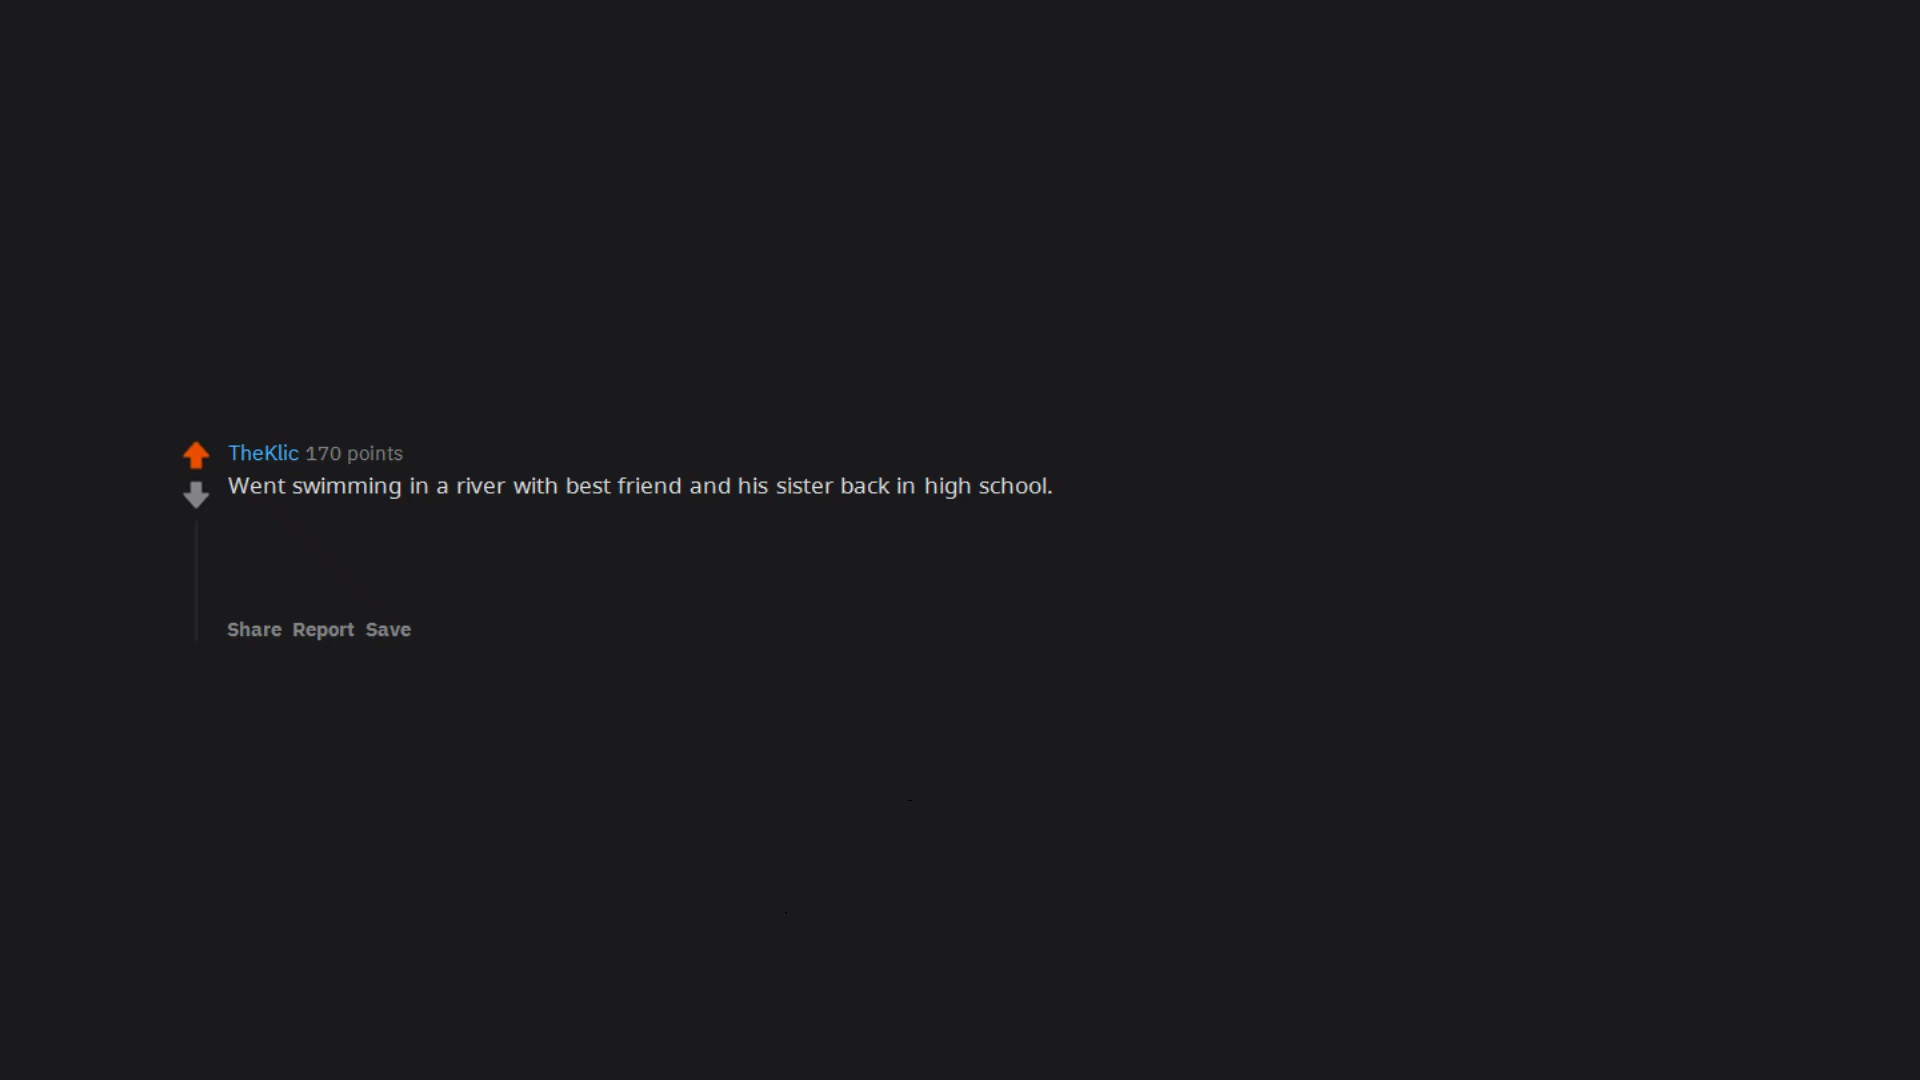 TheKlic 170 points
Went swimming in a river with best friend and his sister back in high school.
Share Report Save